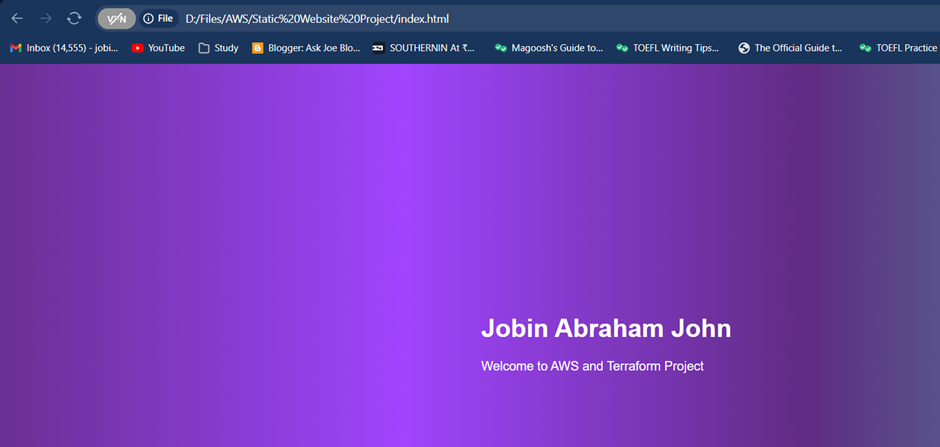 VPN File D:/Files/AWS/Static%20Website%20Project/index.html
Inbox (14,555) - jobi... YouTube Study Blogger: Ask Joe Blo... SOUTHERNIN At ₹... Magoosh's Guide to... TOEFL Writing Tips... The Official Guide t... TOEFL Practice
Jobin Abraham John
Welcome to AWS and Terraform Project